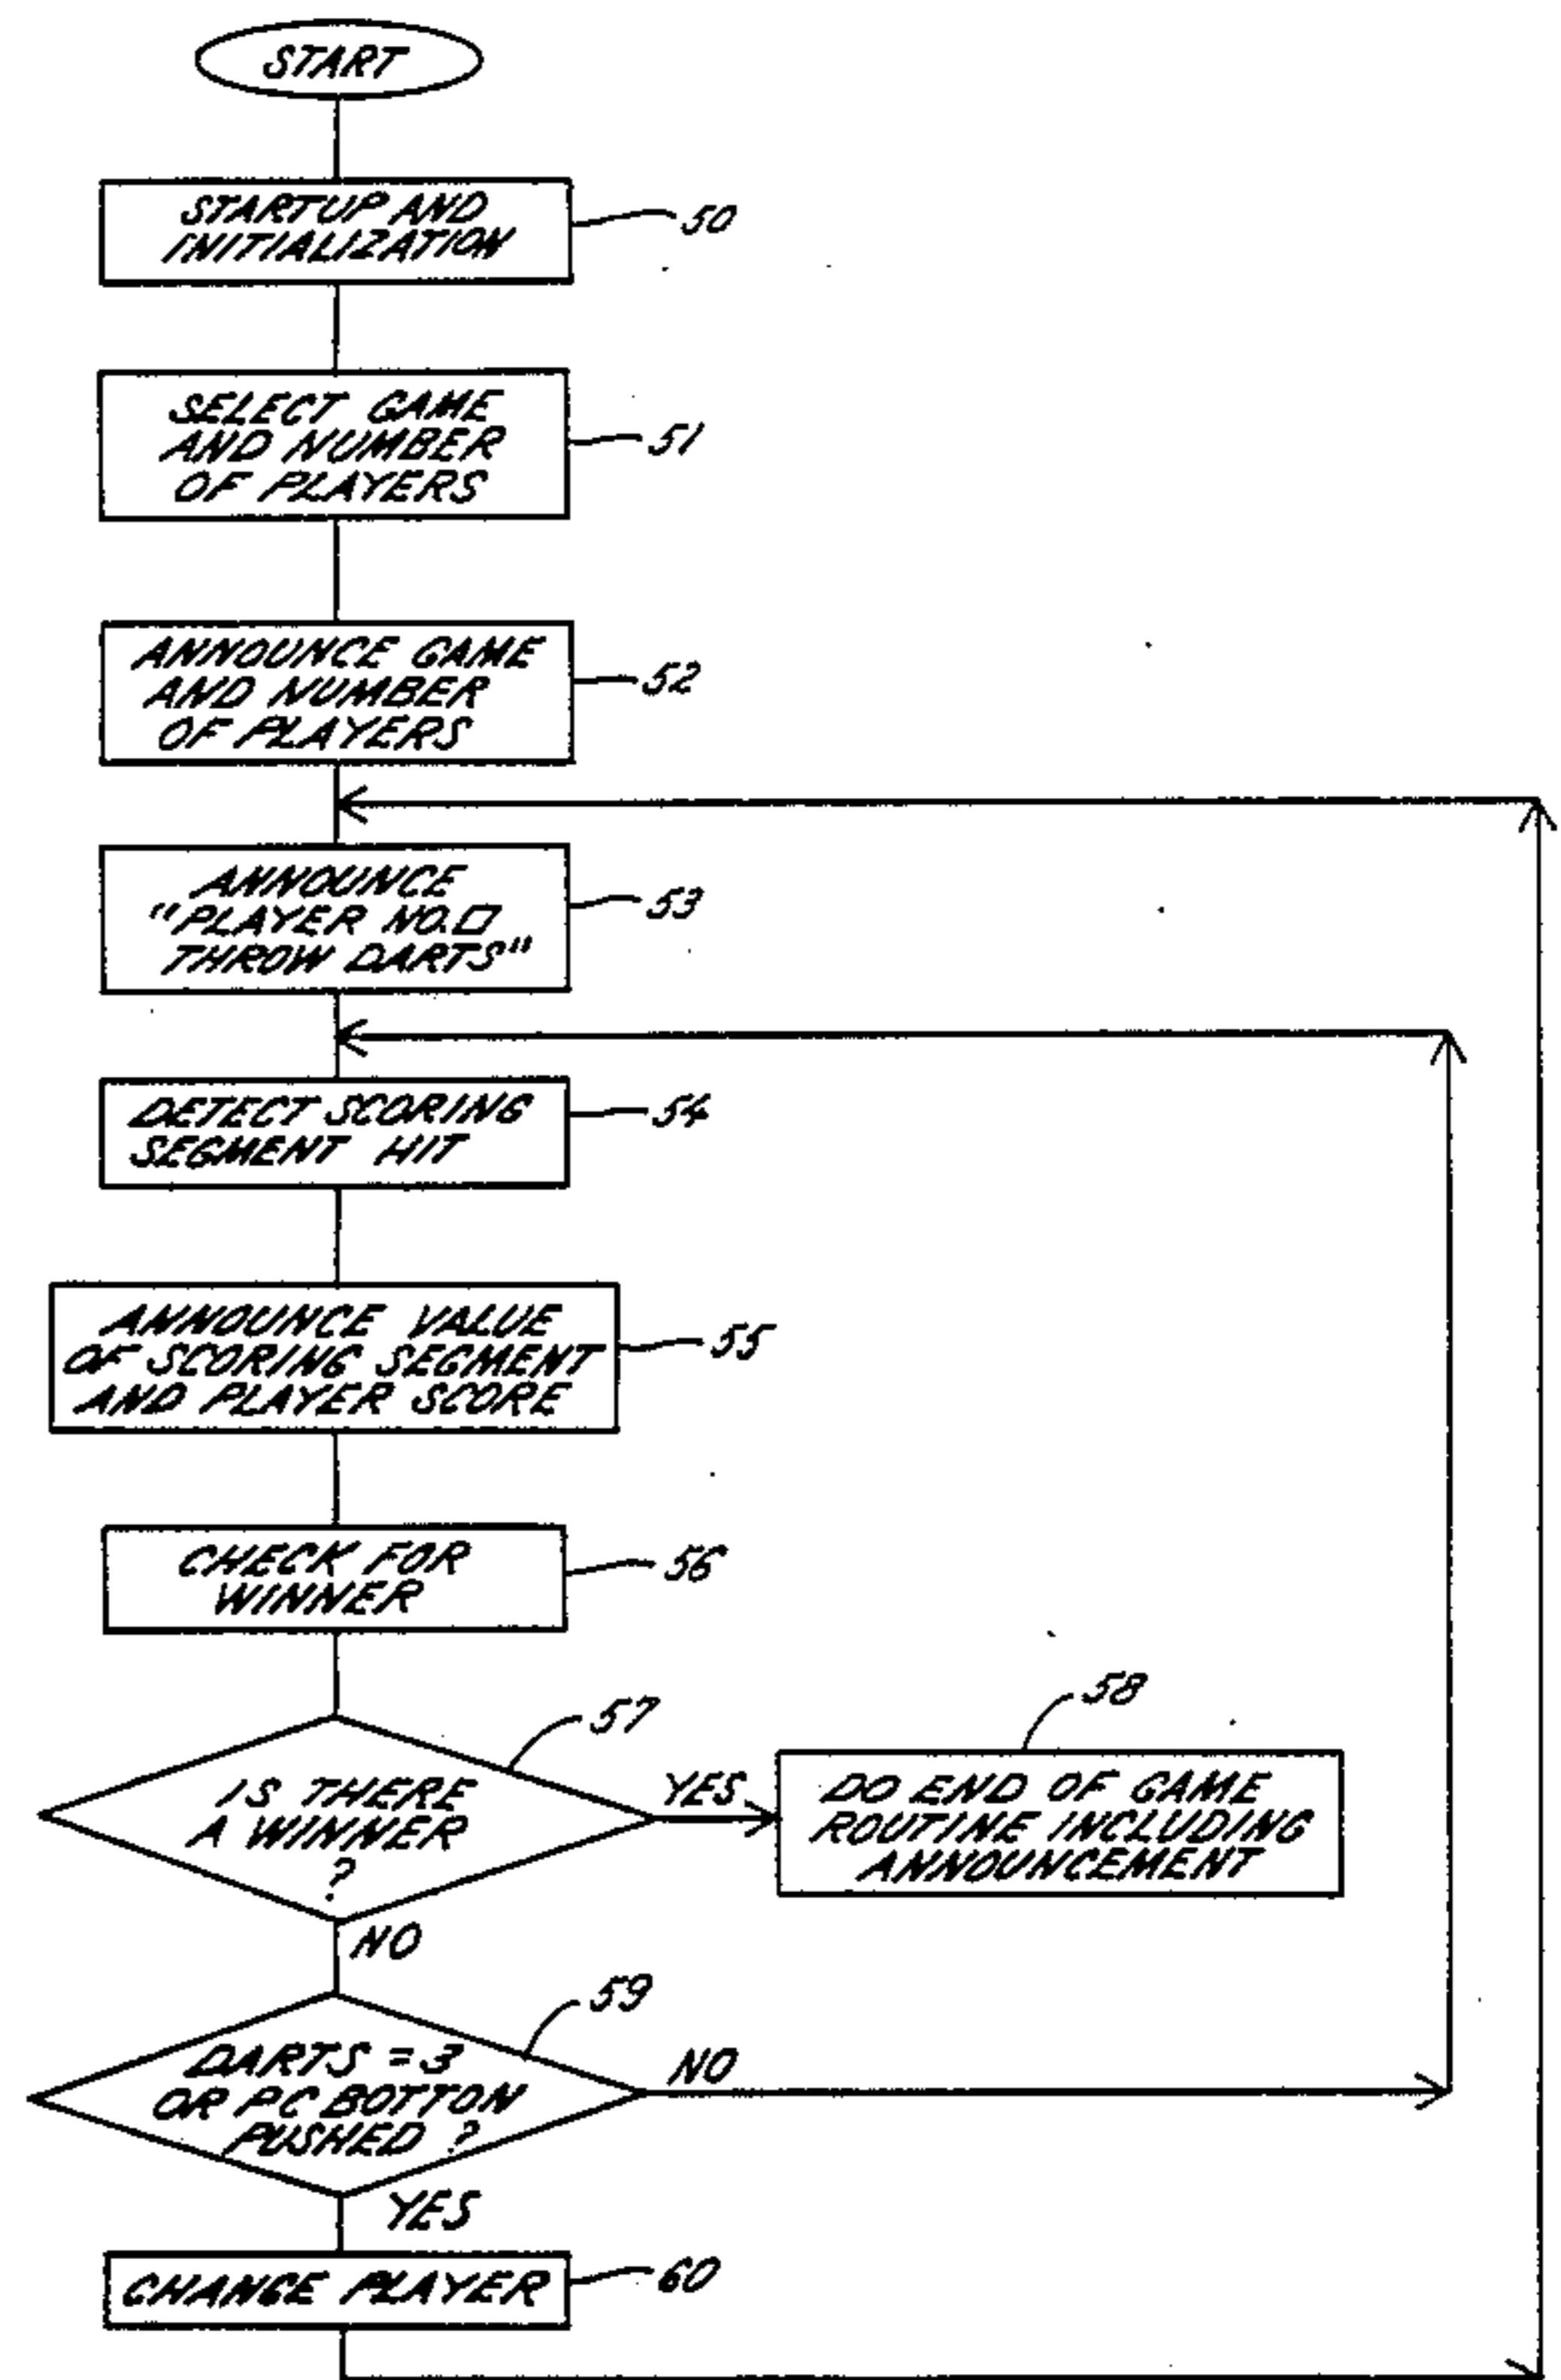 START
STARTUP AND
INITIALIZATION
50
SELECT GAME
AND NUMBER
OF PLAYERS
51
ANNOUNCE GAME
AND NUMBER
OF PLAYERS
52
ANNOUNCE
"PLAYER NO.□
THROW DARTS"
53
DETECT SCORING
SEGMENT HIT
54
ANNOUNCE VALUE
OF SCORING SEGMENT
AND PLAYER SCORE
55
CHECK FOR
WINNER
56
57
IS THERE
A WINNER
?
YES
58
DO END OF GAME
ROUTINE INCLUDING
ANNOUNCEMENT
NO
59
DARTS = 3
OR PC BOTTON
PUSHED ?
NO
YES
CHANGE PLAYER
60